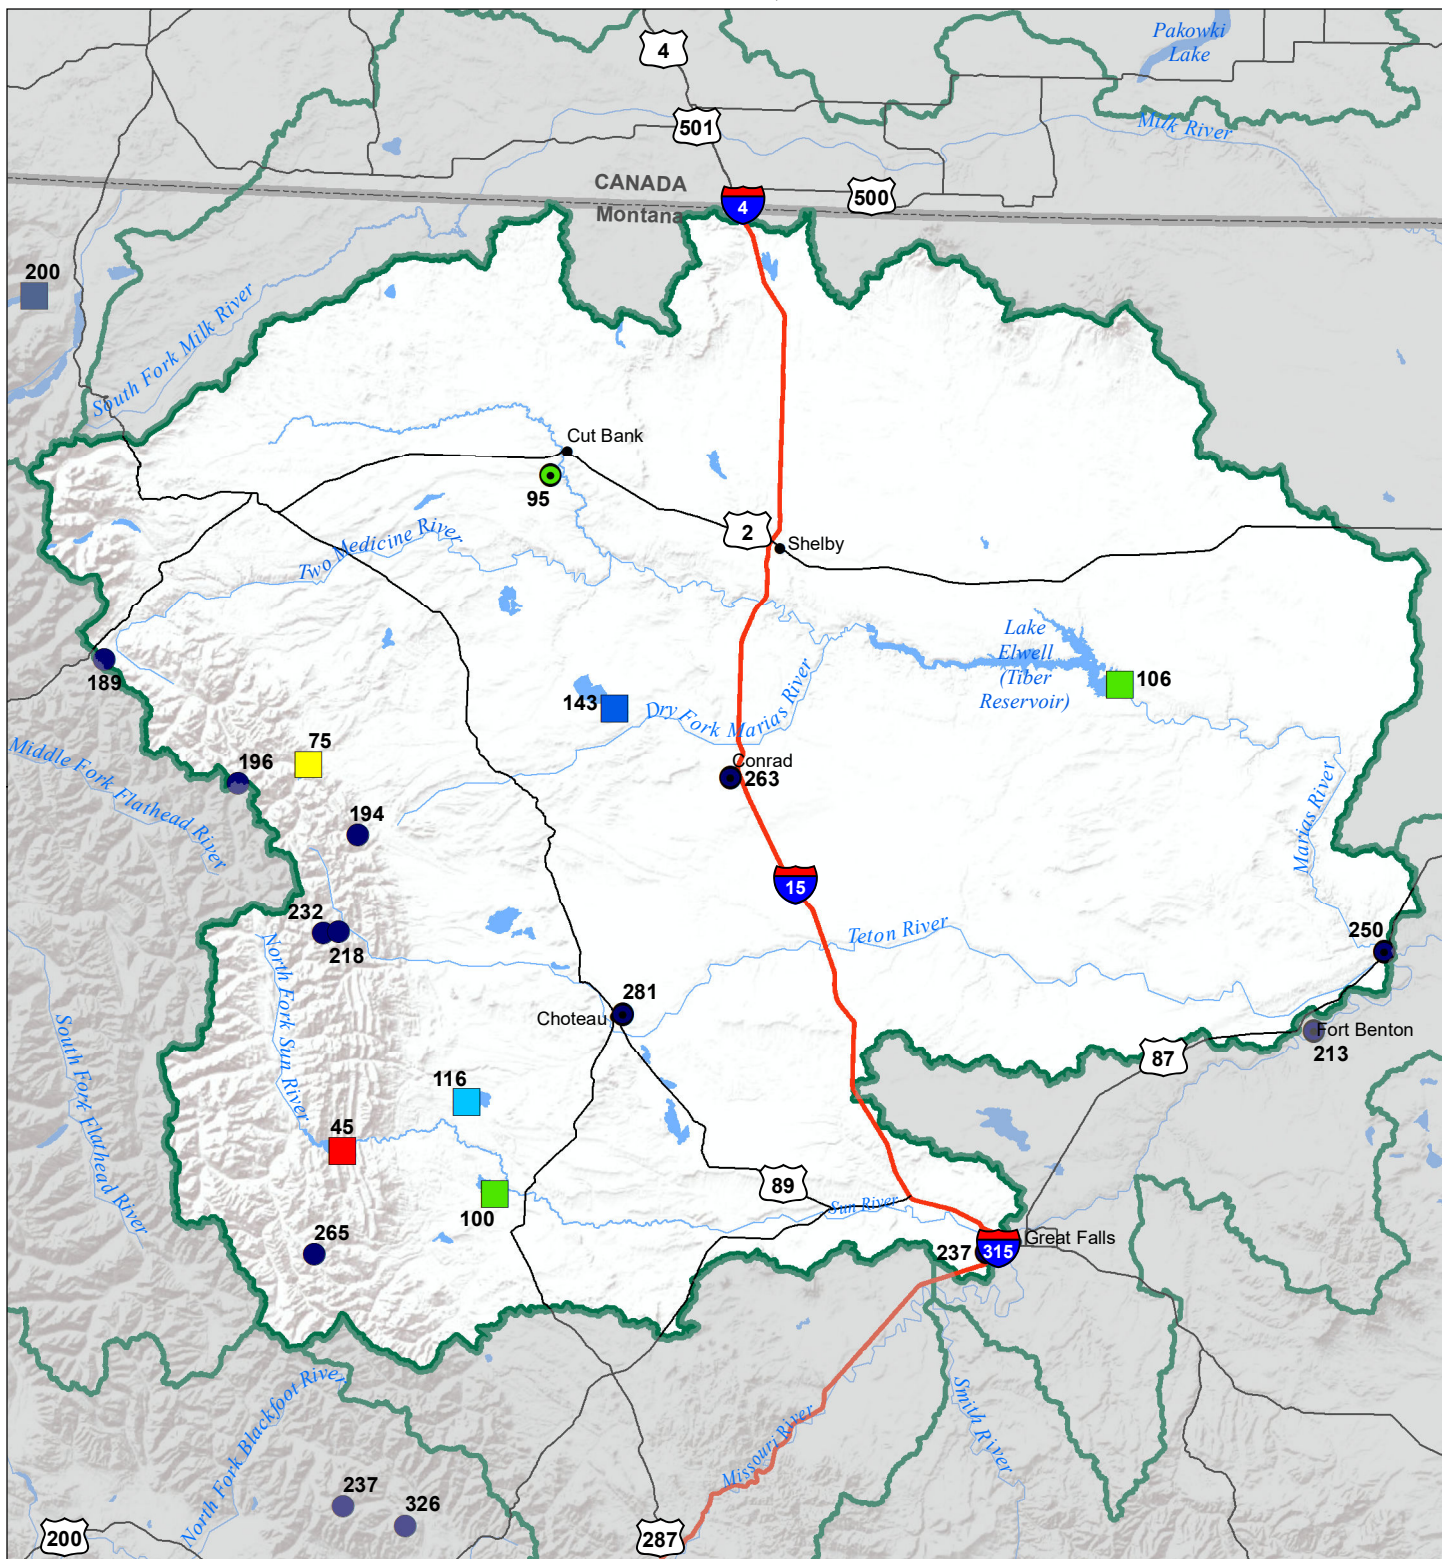 Pakowki
Lake
4
501
Milk River
CANADA
Montana
4
500
200
South Fork Milk River
Cut Bank
95
2
Shelby
Two Medicine River
Lake
Elwell
(Tiber
Reservoir)
106
189
143
Dry Fork Marias River
75
Middle Fork Flathead River
196
Conrad
263
Marias River
194
15
232
218
North Fork Sun River
Teton River
250
281
Choteau
South Fork Flathead River
Fort Benton
213
87
116
45
89
100
Sun River
265
237
315
Great Falls
North Fork Blackfoot River
Missouri River
Smith River
237
326
200
287